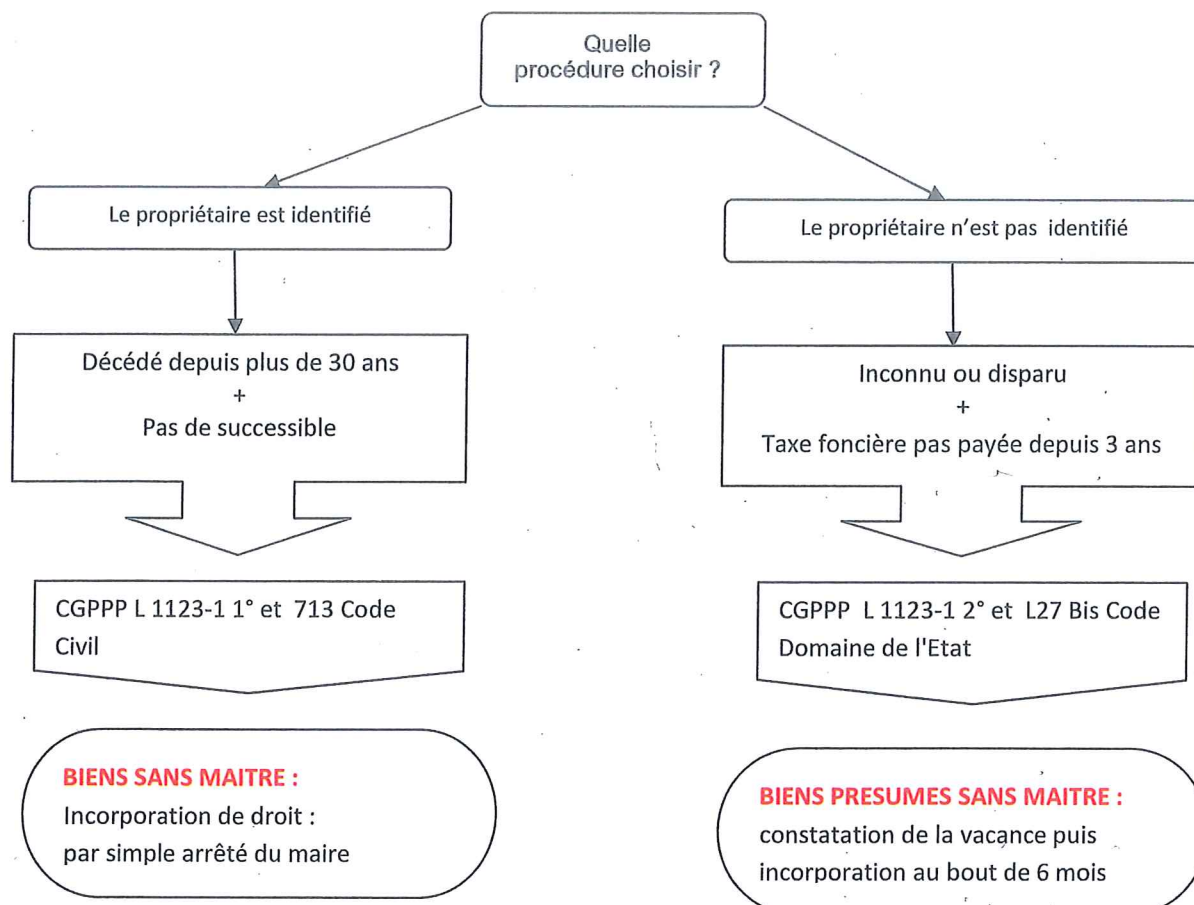 Quelle
procédure choisir ?
Le propriétaire est identifié
Le propriétaire n'est pas identifié
Décédé depuis plus de 30 ans
+
Pas de successible
Inconnu ou disparu
+
Taxe foncière pas payée depuis 3 ans
CGPPP L 1123-1 1° et 713 Code
Civil
CGPPP L 1123-1 2° et L27 Bis Code
Domaine de l'Etat
BIENS SANS MAITRE :
Incorporation de droit :
par simple arrêté du maire
BIENS PRESUMES SANS MAITRE :
constatation de la vacance puis
incorporation au bout de 6 mois